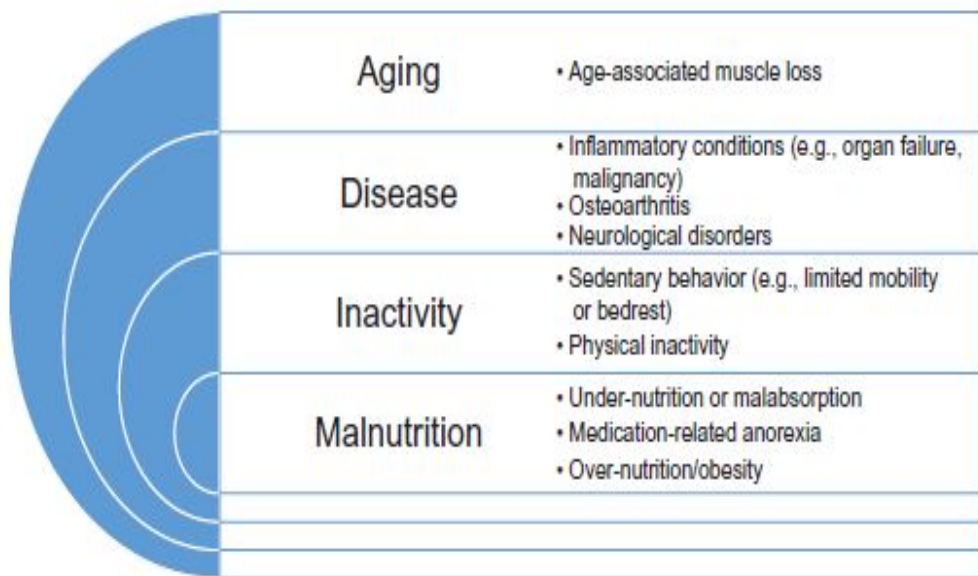 Aging
• Age-associated muscle loss
Disease
• Inflammatory conditions (e.g., organ failure,
malignancy)
• Osteoarthritis
• Neurological disorders
Inactivity
• Sedentary behavior (e.g., limited mobility
or bedrest)
• Physical inactivity
Malnutrition
• Under-nutrition or malabsorption
• Medication-related anorexia
• Over-nutrition/obesity